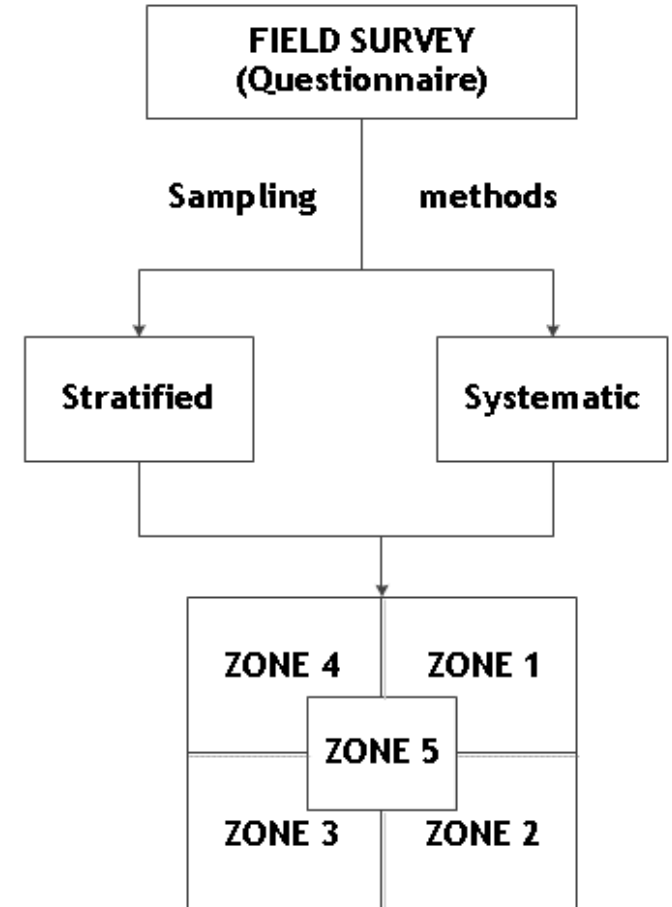 FIELD SURVEY
(Questionnaire)
Sampling methods
Stratified
Systematic
ZONE 4
ZONE 1
ZONE 5
ZONE 3
ZONE 2